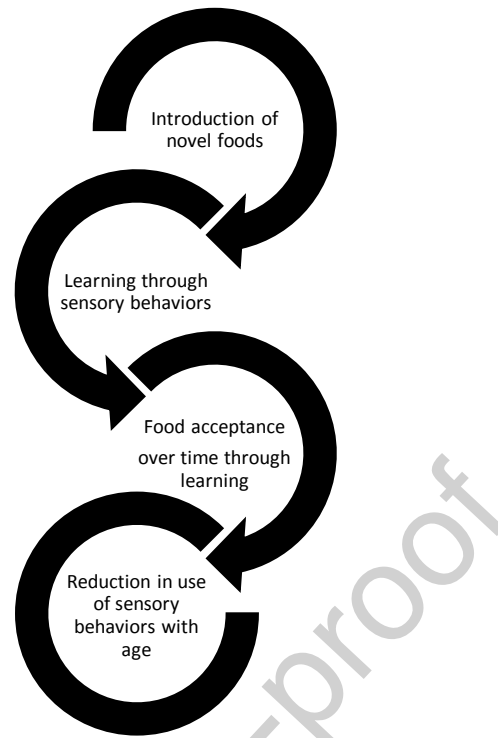 Introduction of
novel foods
Learning through
sensory behaviors
Food acceptance
over time through
learning
Reduction in use
of sensory
behaviors with
age
-proof